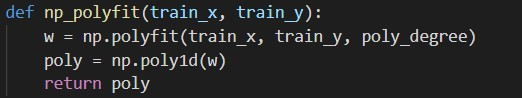 def np_polyfit(train_x, train_y):
    w = np.polyfit(train_x, train_y, poly_degree)
    poly = np.poly1d(w)
    return poly